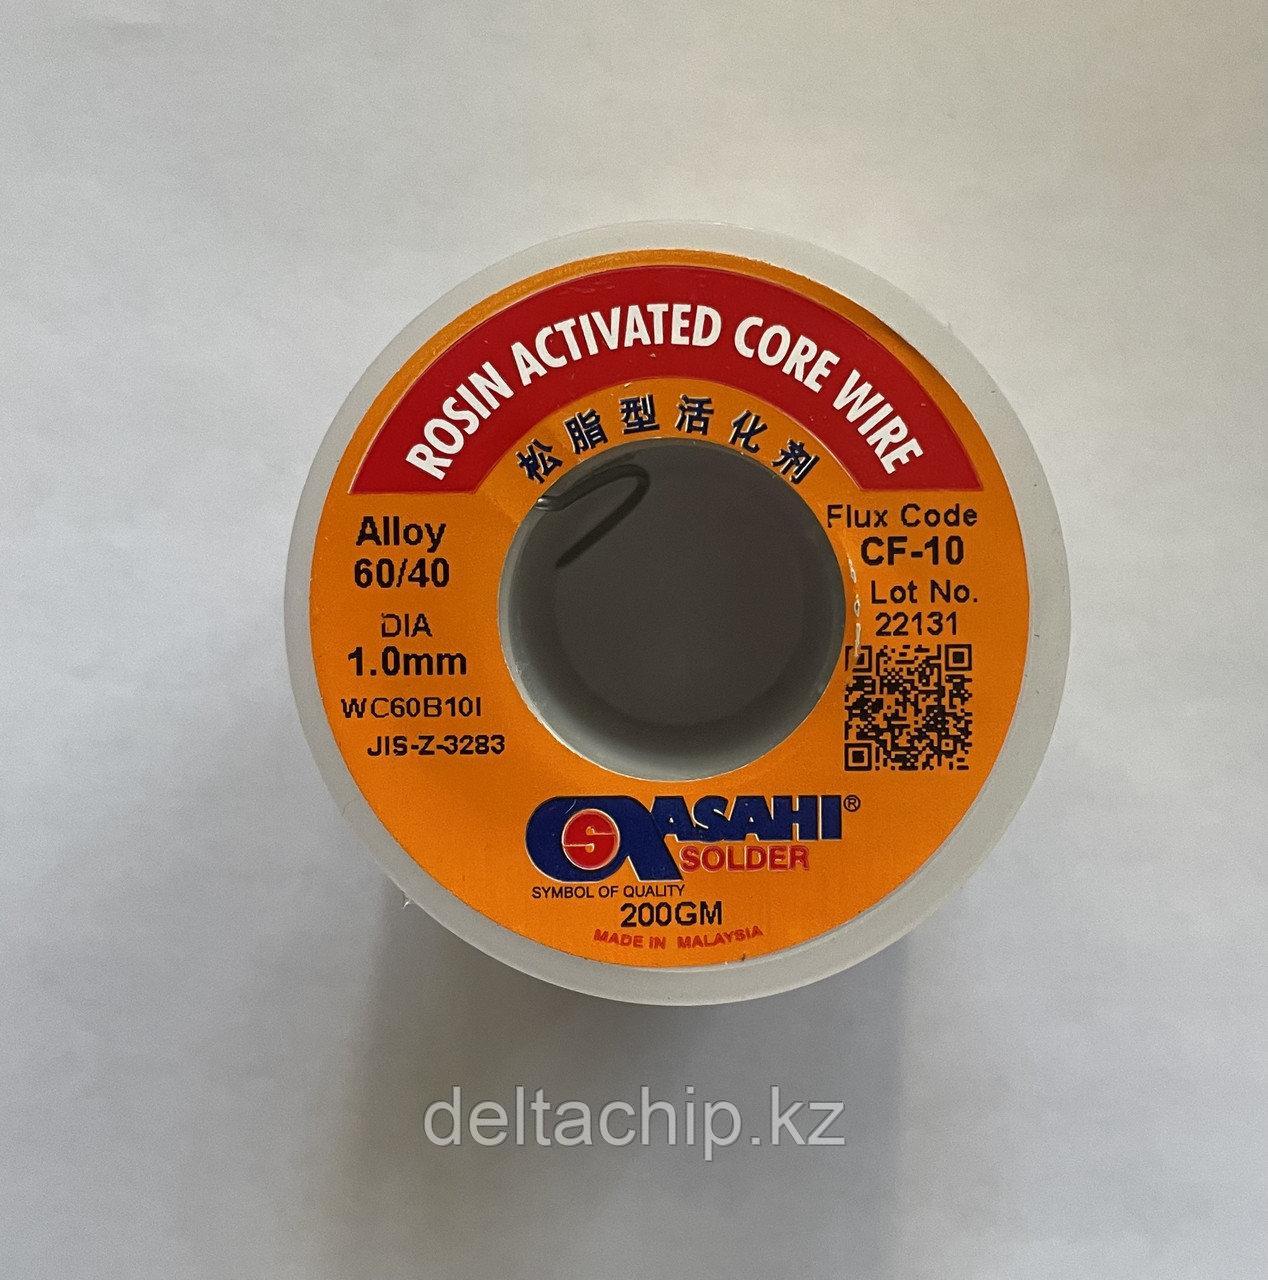 ROSIN ACTIVATED CORE WIRE
松脂型活化剂
Alloy
60/40
DIA
1.0mm
WC60B10I
JIS-Z-3283
Flux Code
CF-10
Lot No.
22131
ASAHI®
S
SOLDER
SYMBOL OF QUALITY
200GM
MADE IN MALAYSIA
deltachip.kz